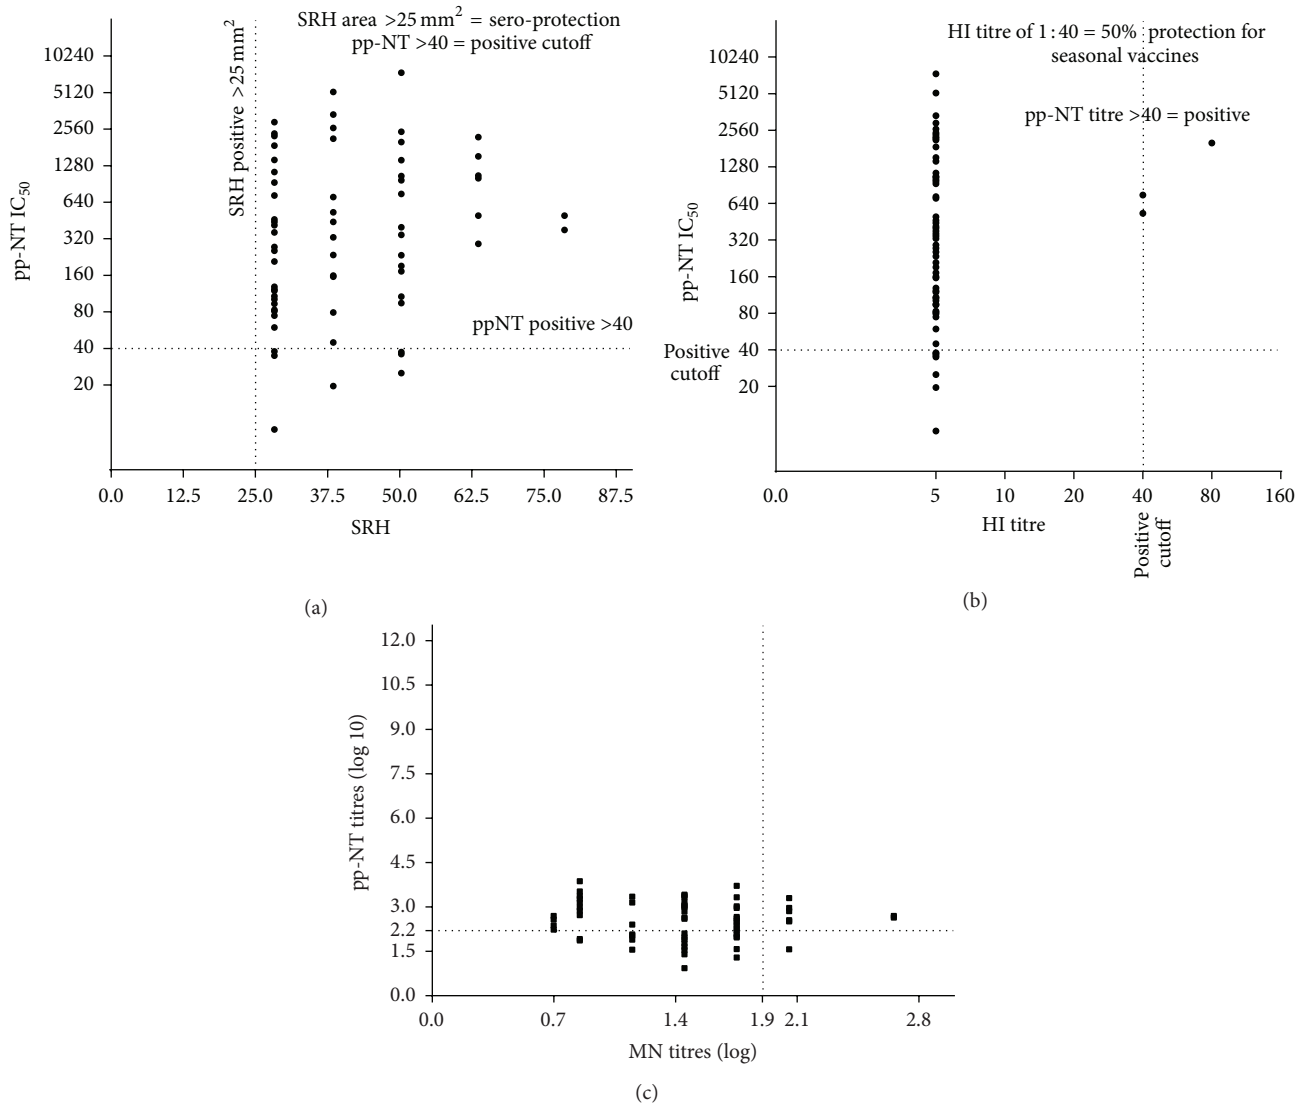 SRH area >25 mm² = sero-protection
pp-NT >40 = positive cutoff
SRH positive >25 mm²
10240
5120
2560
1280
640
320
160
80
40
20
pp-NT IC₅₀
ppNT positive >40
0.0 12.5 25.0 37.5 50.0 62.5 75.0 87.5
SRH
(a)
HI titre of 1:40 = 50% protection for
seasonal vaccines
pp-NT titre >40 = positive
10240
5120
2560
1280
640
320
160
80
40
20
pp-NT IC₅₀
Positive
cutoff
0.0 5 10 20 40 80 160
HI titre
Positive
cutoff
(b)
12.0
10.5
9.0
7.5
6.0
4.5
3.0
2.2
1.5
0.0
pp-NT titres (log 10)
0.0 0.7 1.4 1.9 2.1 2.8
MN titres (log)
(c)